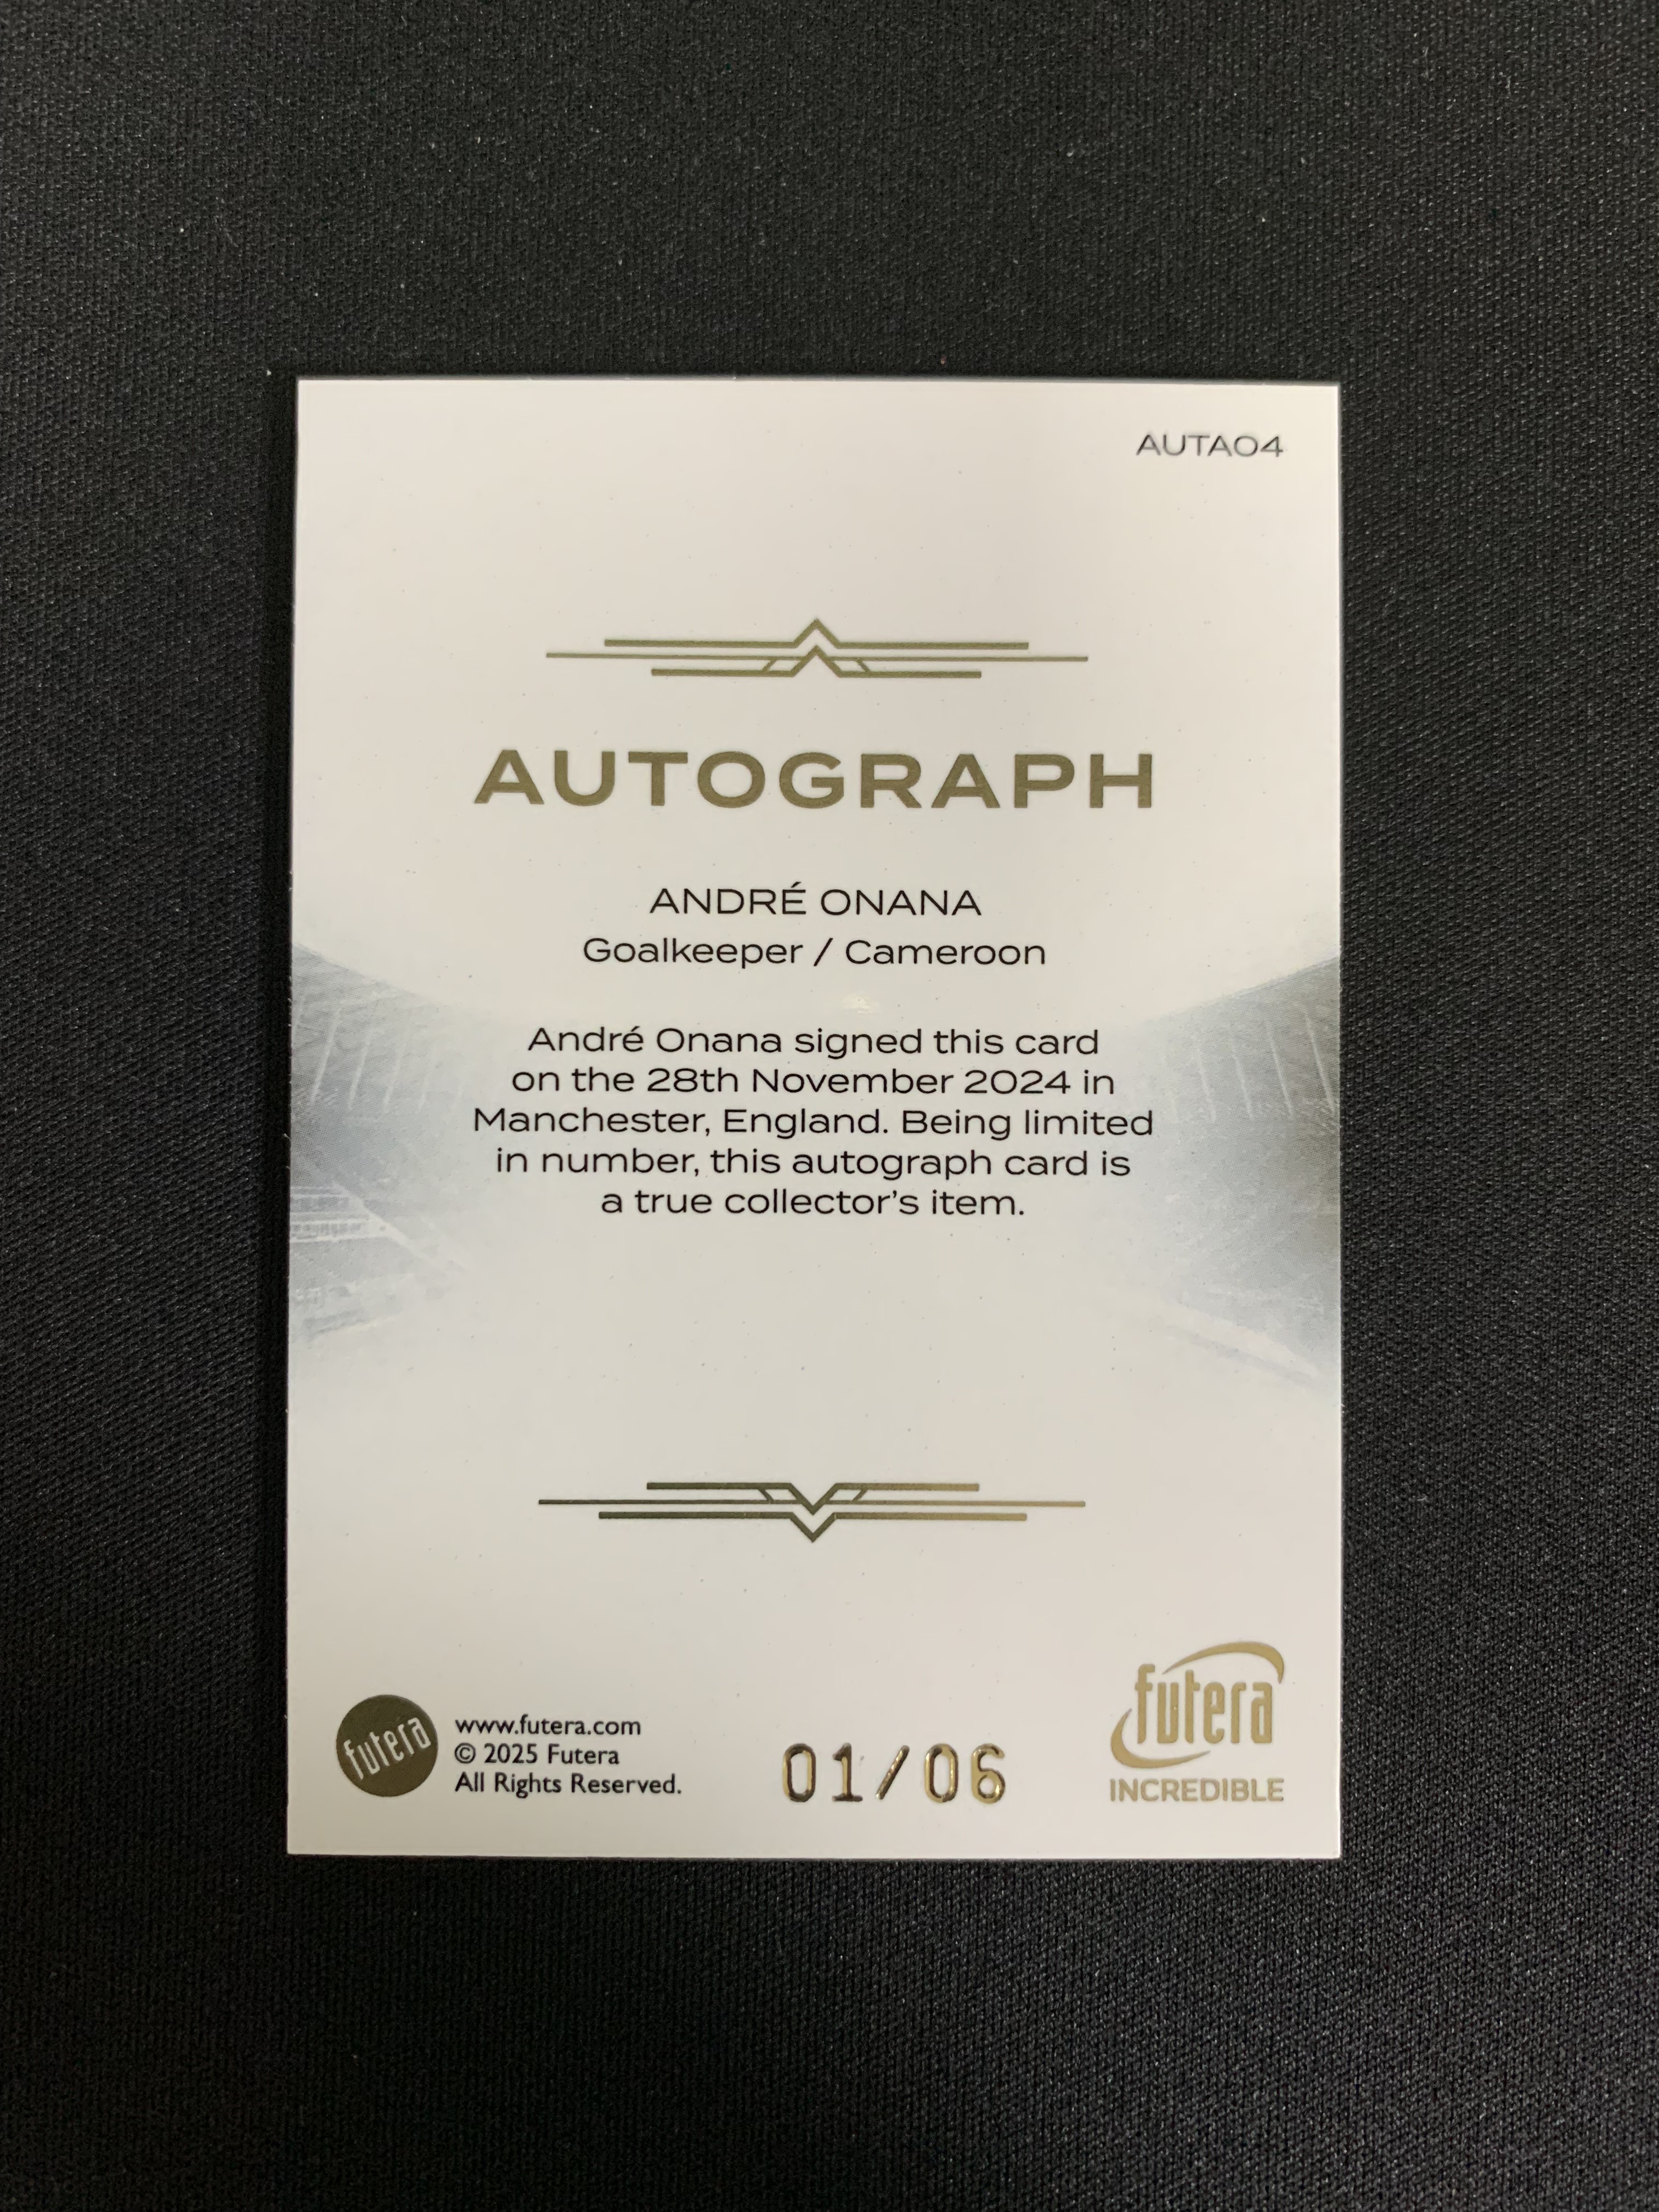 AUTAO4
AUTOGRAPH
ANDRÉ ONANA
Goalkeeper / Cameroon
André Onana signed this card
on the 28th November 2024 in
Manchester, England. Being limited
in number, this autograph card is
a true collector's item.
futera
www.futera.com
© 2025 Futera
All Rights Reserved.
01/06
futera
INCREDIBLE